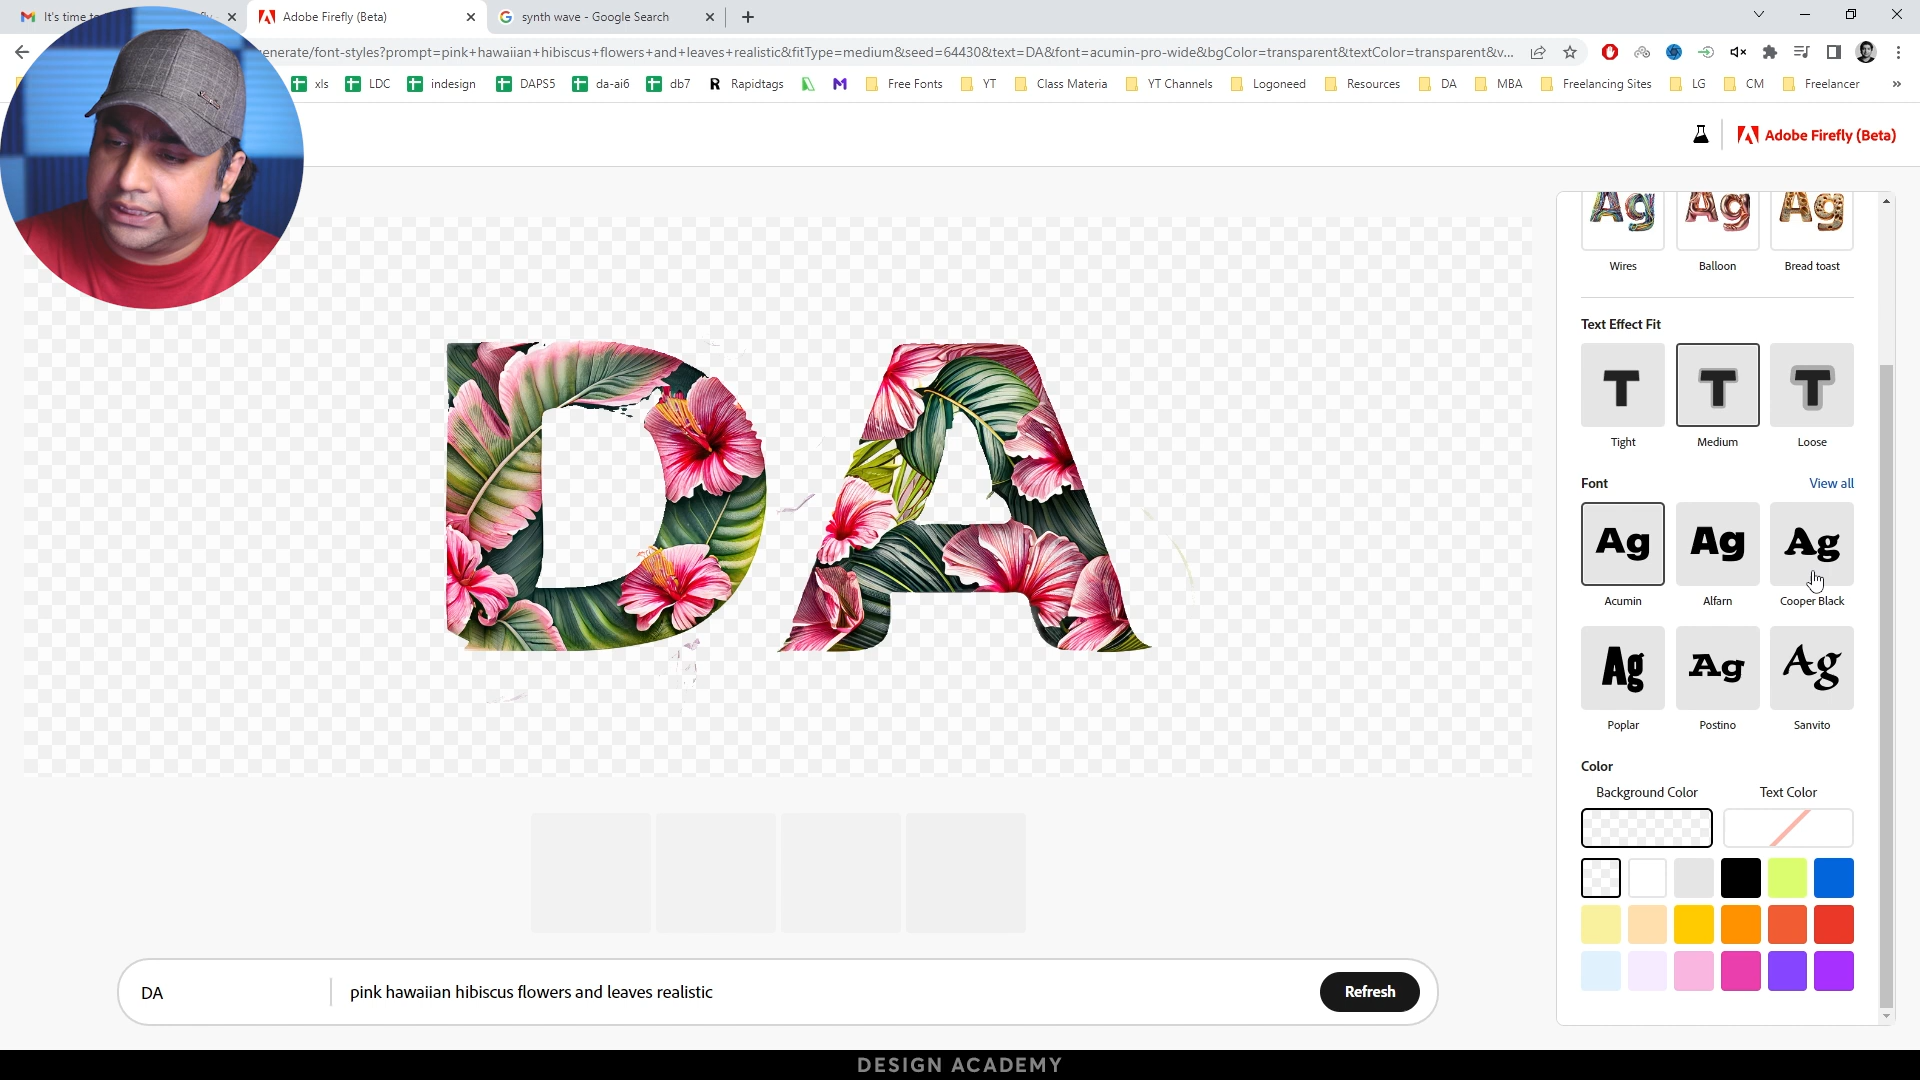 It's time to
Adobe Firefly (Beta)
synth wave - Google Search
generate/font-styles?prompt=pink+hawaiian+hibiscus+flowers+and+leaves+realistic&fitType=medium&seed=64430&text=DA&font=acumin-pro-wide&bgColor=transparent&textColor=transparent&v...
xls LDC indesign DAPS5 da-ai6 db7 R Rapidtags Free Fonts YT Class Materia YT Channels Logoneed Resources DA MBA Freelancing Sites LG CM Freelancer »
Adobe Firefly (Beta)
Ag Ag Ag
Wires Balloon Bread toast
Text Effect Fit
T T T
Tight Medium Loose
Font View all
Ag Ag Ag
Acumin Alfarn Cooper Black
Ag Ag Ag
Poplar Postino Sanvito
Color
Background Color Text Color
DA
DA
pink hawaiian hibiscus flowers and leaves realistic
Refresh
DESIGN ACADEMY